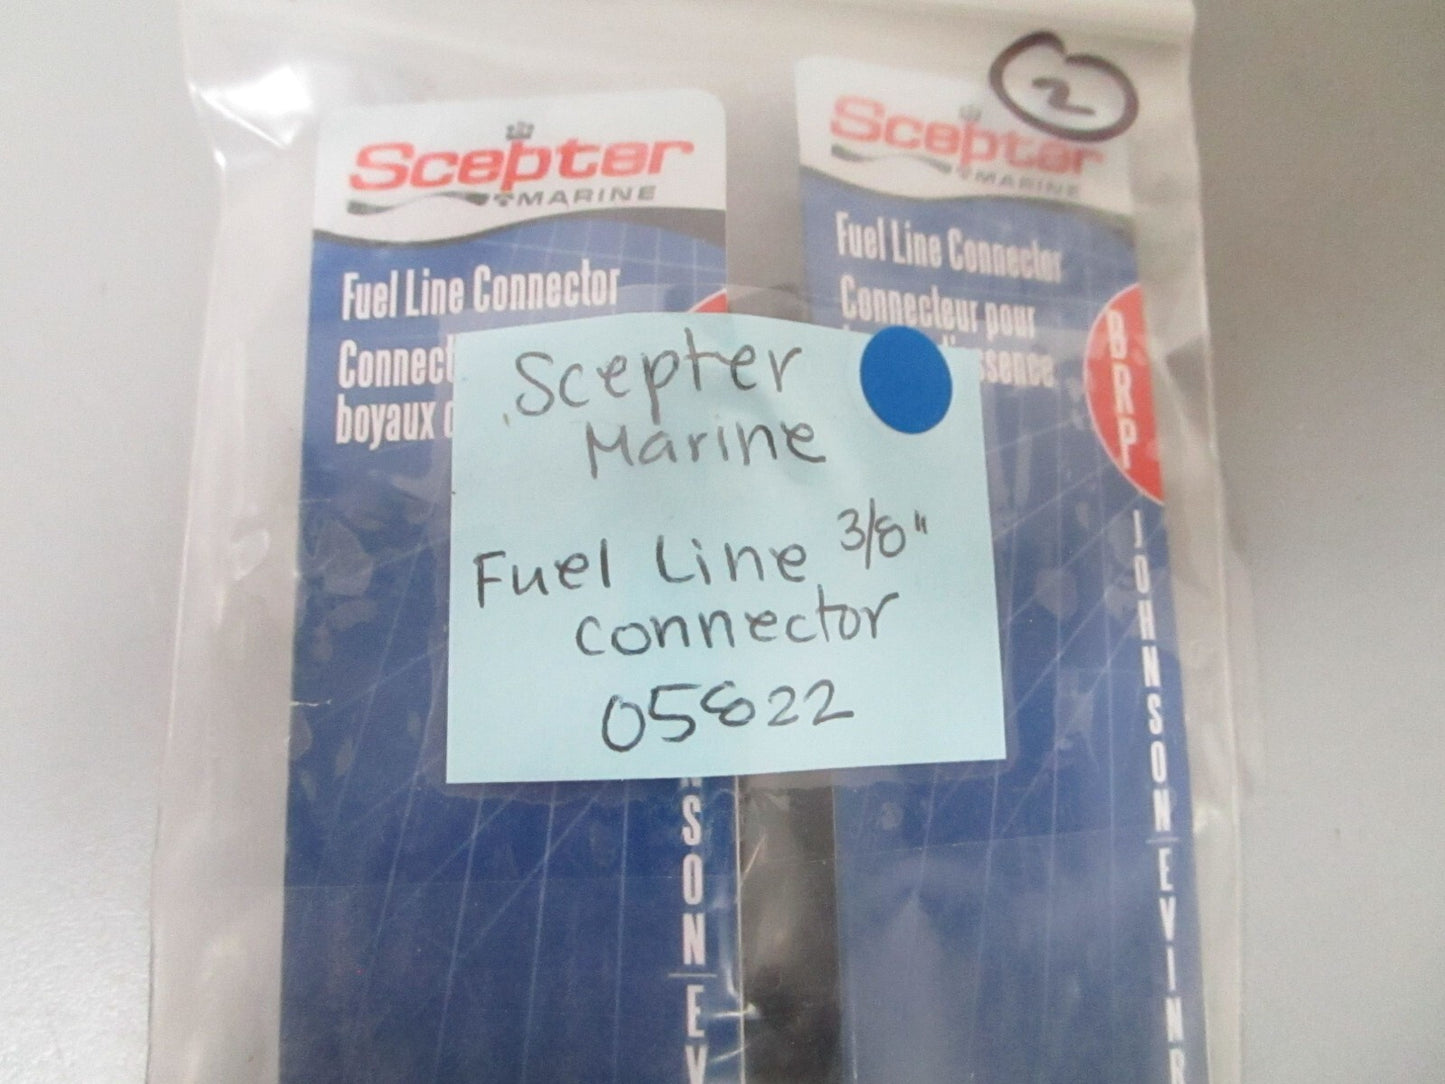 Scepter
MARINE
Fuel Line Connector
Connect
boyaux d
SON EV
2
Scepter
MARINE
Fuel Line Connector
Connecteur pour
ssence
BRP
JOHNSON EVINR
Scepter
Marine
Fuel Line 3/8"
connector
05822